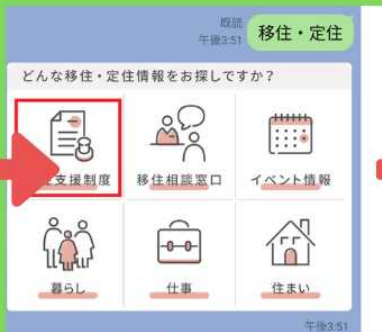 既読
午後3:51
移住・定住
どんな移住・定住情報をお探しですか？
支援制度
移住相談窓口
イベント情報
暮らし
仕事
住まい
午後3:51